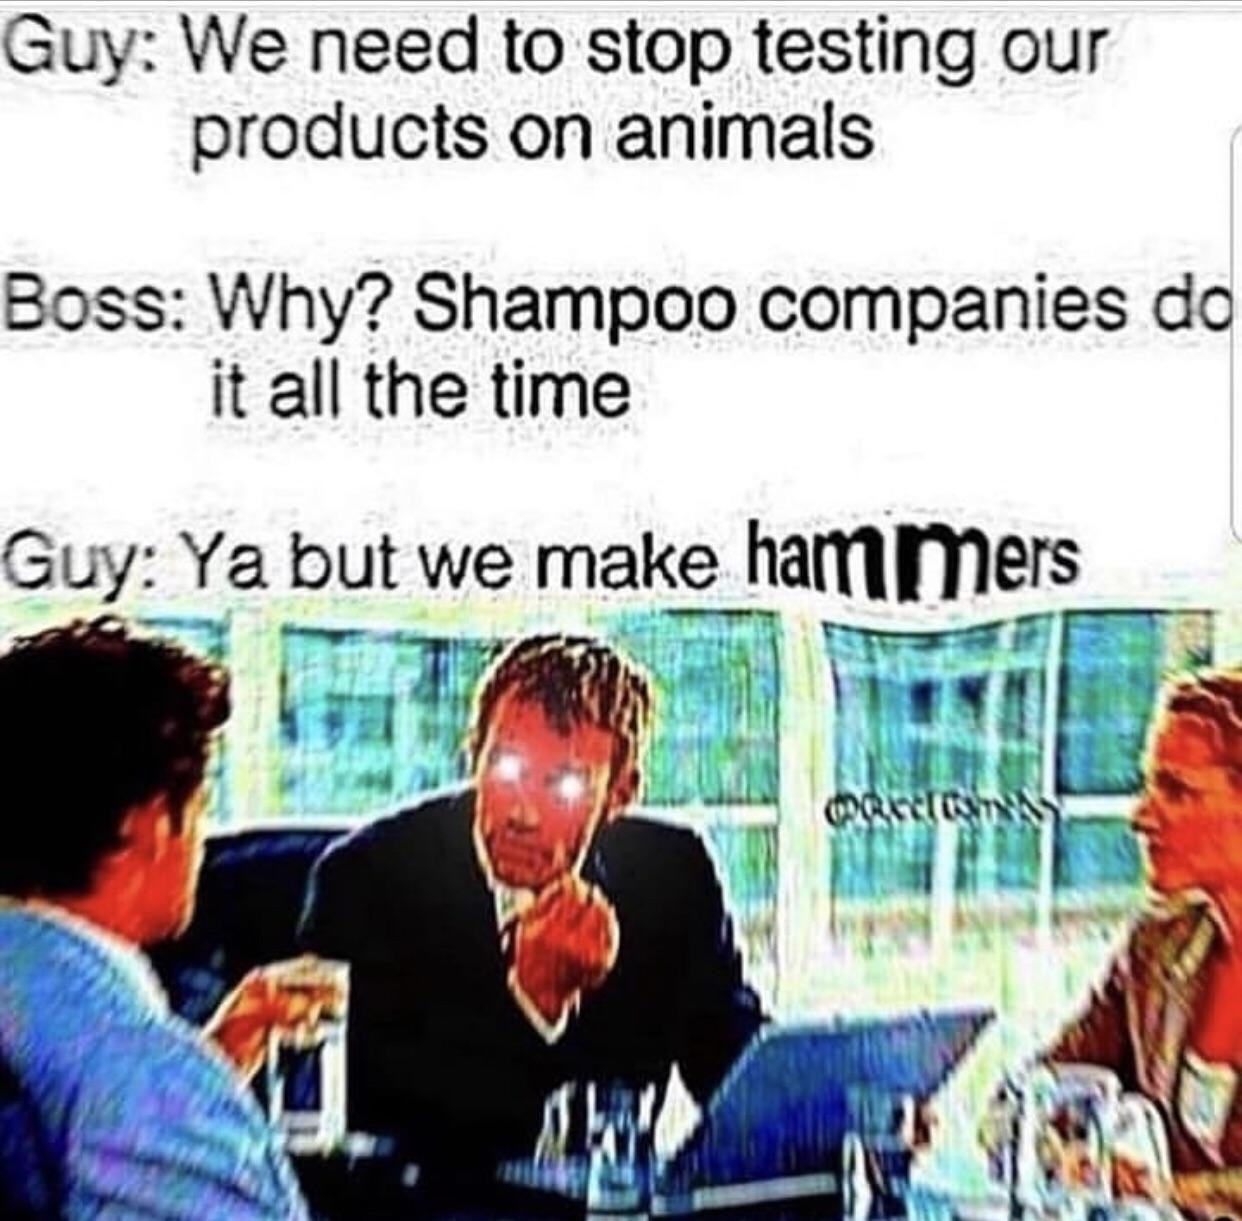 Guy: We need to stop testing our
products on animals
Boss: Why? Shampoo companies do
it all the time
Guy: Ya but we make hammers